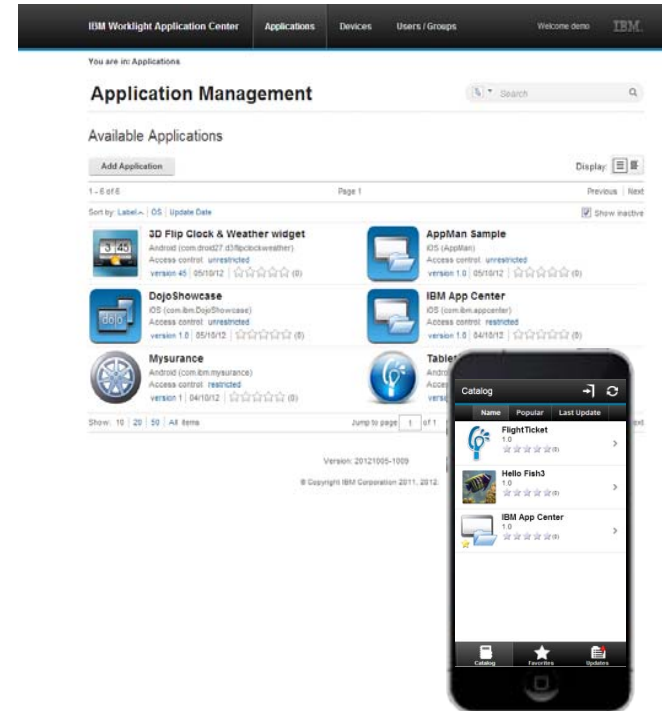 IBM Worklight Application Center Applications Devices Users / Groups Welcome demo IBM.
You are in: Applications
Application Management
Search
Available Applications
Add Application
Display:
1 - 6 of 6 Page 1 Previous | Next
Sort by: Label | OS | Update Date
Show inactive
3D Flip Clock & Weather widget
Android (com.droid27.d3flipclockweather)
Access control: unrestricted
version 45 | 05/10/12 | (0)
AppMan Sample
iOS (AppMan)
Access control: unrestricted
version 1.0 | 05/10/12 | (0)
dojo
DojoShowcase
iOS (com.ibm.DojoShowcase)
Access control: unrestricted
version 1.0 | 05/10/12 | (0)
IBM App Center
iOS (com.ibm.appcenter)
Access control: restricted
version 1.0 | 04/10/12 | (0)
Mysurance
Android (com.ibm.mysurance)
Access control: restricted
version 1 | 04/10/12 | (0)
Show: 10 | 20 | 50 | All items
Jump to page 1 of 1
Version: 20121005-1009
© Copyright IBM Corporation 2011, 2012.
Catalog
Name Popular Last Update
FlightTicket
1.0
(0)
Hello Fish3
1.0
(0)
IBM App Center
1.0
(0)
Catalog Favorites Updates